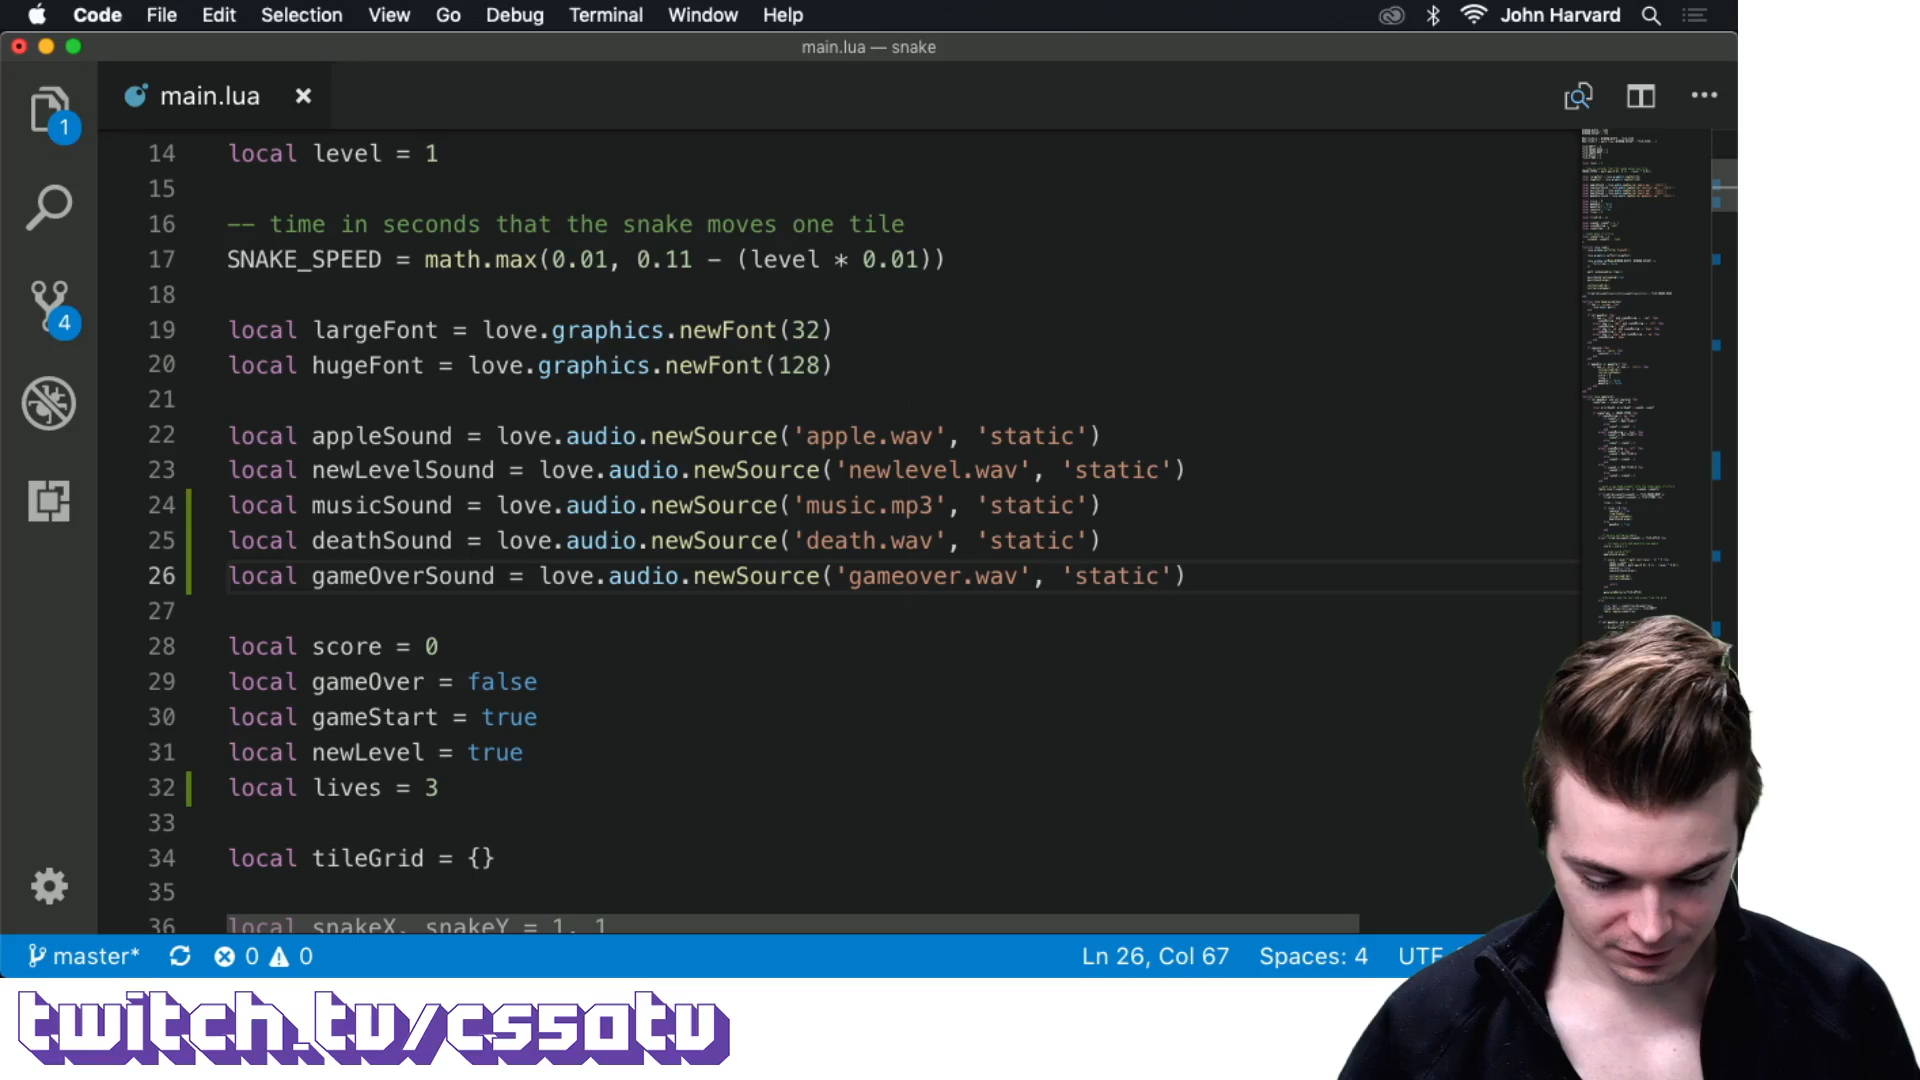 Code File Edit Selection View Go Debug Terminal Window Help John Harvard
main.lua — snake
main.lua
1
4
14 local level = 1
15
16 -- time in seconds that the snake moves one tile
17 SNAKE_SPEED = math.max(0.01, 0.11 - (level * 0.01))
18
19 local largeFont = love.graphics.newFont(32)
20 local hugeFont = love.graphics.newFont(128)
21
22 local appleSound = love.audio.newSource('apple.wav', 'static')
23 local newLevelSound = love.audio.newSource('newlevel.wav', 'static')
24 local musicSound = love.audio.newSource('music.mp3', 'static')
25 local deathSound = love.audio.newSource('death.wav', 'static')
26 local gameOverSound = love.audio.newSource('gameover.wav', 'static')
27
28 local score = 0
29 local gameOver = false
30 local gameStart = true
31 local newLevel = true
32 local lives = 3
33
34 local tileGrid = {}
35
36 local snakeX, snakeY = 1, 1
master* 0 0 Ln 26, Col 67 Spaces: 4 UTF
twitch.tv/cs50tv